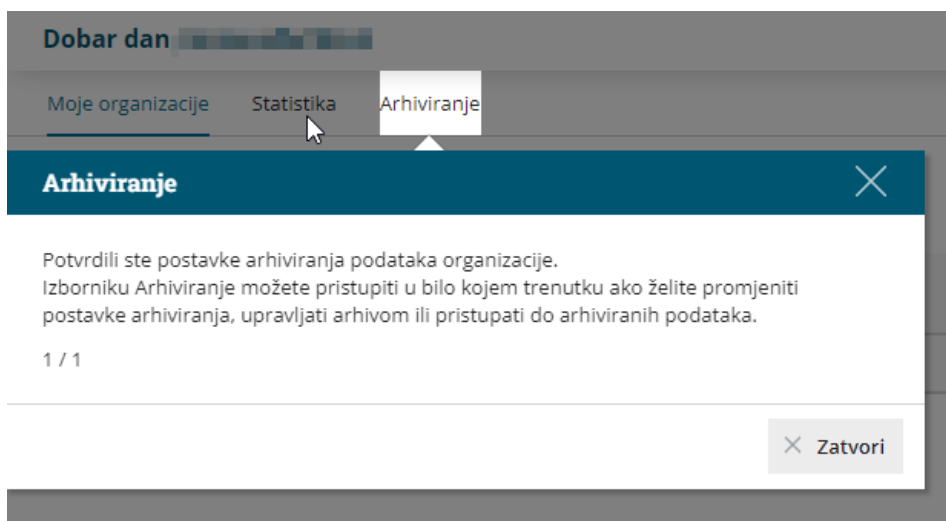 Dobar dan
Moje organizacije Statistika Arhiviranje
Arhiviranje
Potvrdili ste postavke arhiviranja podataka organizacije.
Izborniku Arhiviranje možete pristupiti u bilo kojem trenutku ako želite promjeniti
postavke arhiviranja, upravljati arhivom ili pristupati do arhiviranih podataka.
1 / 1
Zatvori